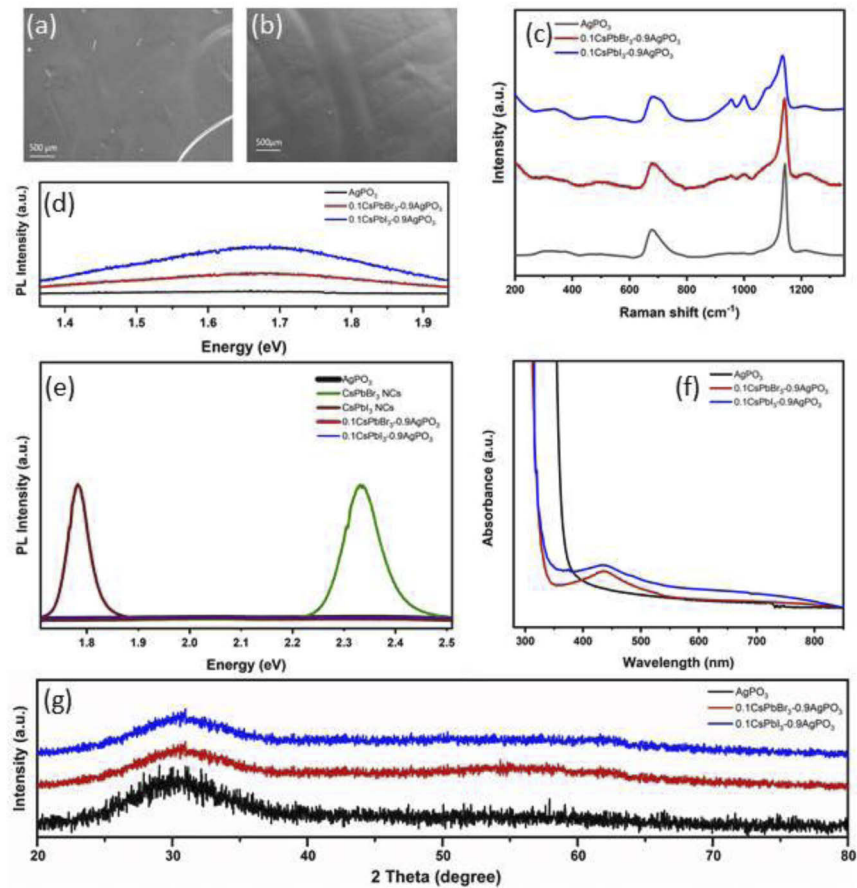 (a)
500 µm
(b)
500µm
(c)
AgPO₃
0.1CsPbBr₃-0.9AgPO₃
0.1CsPbI₃-0.9AgPO₃
Intensity (a.u.)
200 400 600 800 1000 1200
Raman shift (cm⁻¹)
(d)
AgPO₃
0.1CsPbBr₃-0.9AgPO₃
0.1CsPbI₃-0.9AgPO₃
PL Intensity (a.u.)
1.4 1.5 1.6 1.7 1.8 1.9
Energy (eV)
(e)
AgPO₃
CsPbBr₃ NCs
CsPbI₃ NCs
0.1CsPbBr₃-0.9AgPO₃
0.1CsPbI₃-0.9AgPO₃
PL Intensity (a.u.)
1.8 1.9 2.0 2.1 2.2 2.3 2.4 2.5
Energy (eV)
(f)
AgPO₃
0.1CsPbBr₃-0.9AgPO₃
0.1CsPbI₃-0.9AgPO₃
Absorbance (a.u.)
300 400 500 600 700 800
Wavelength (nm)
(g)
AgPO₃
0.1CsPbBr₃-0.9AgPO₃
0.1CsPbI₃-0.9AgPO₃
Intensity (a.u.)
20 30 40 50 60 70 80
2 Theta (degree)